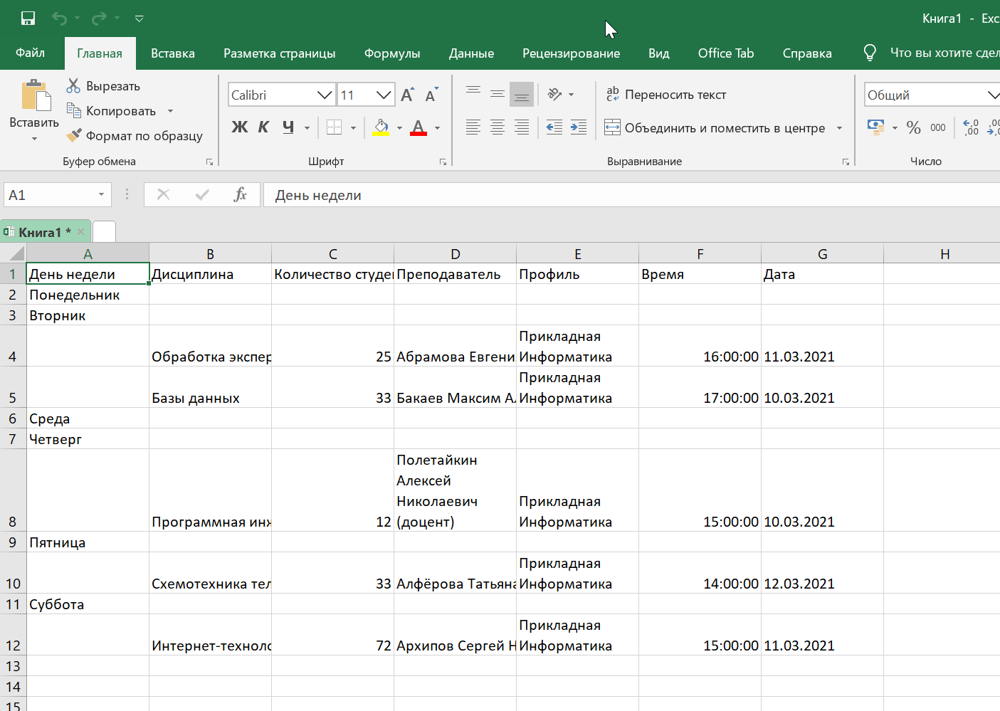 Книга1 - Exc
Файл Главная Вставка Разметка страницы Формулы Данные Рецензирование Вид Office Tab Справка Что вы хотите сдел
Вставить
Вырезать
Копировать
Формат по образцу
Буфер обмена
Calibri 11
Ж К Ч А
Шрифт
ab Переносить текст
Объединить и поместить в центре
Выравнивание
Общий
% 000 ,0 ,00
Число
A1 fx День недели
Книга1 *
A B C D E F G H
1 День недели Дисциплина Количество студен Преподаватель Профиль Время Дата
2 Понедельник
3 Вторник
4 Обработка экспер 25 Абрамова Евгени Прикладная Информатика 16:00:00 11.03.2021
5 Базы данных 33 Бакаев Максим Ал Прикладная Информатика 17:00:00 10.03.2021
6 Среда
7 Четверг
8 Программная инж 12 Полетайкин Алексей Николаевич (доцент) Прикладная Информатика 15:00:00 10.03.2021
9 Пятница
10 Схемотехника тел 33 Алфёрова Татьяна Прикладная Информатика 14:00:00 12.03.2021
11 Суббота
12 Интернет-техноло 72 Архипов Сергей Н Прикладная Информатика 15:00:00 11.03.2021
13
14
15